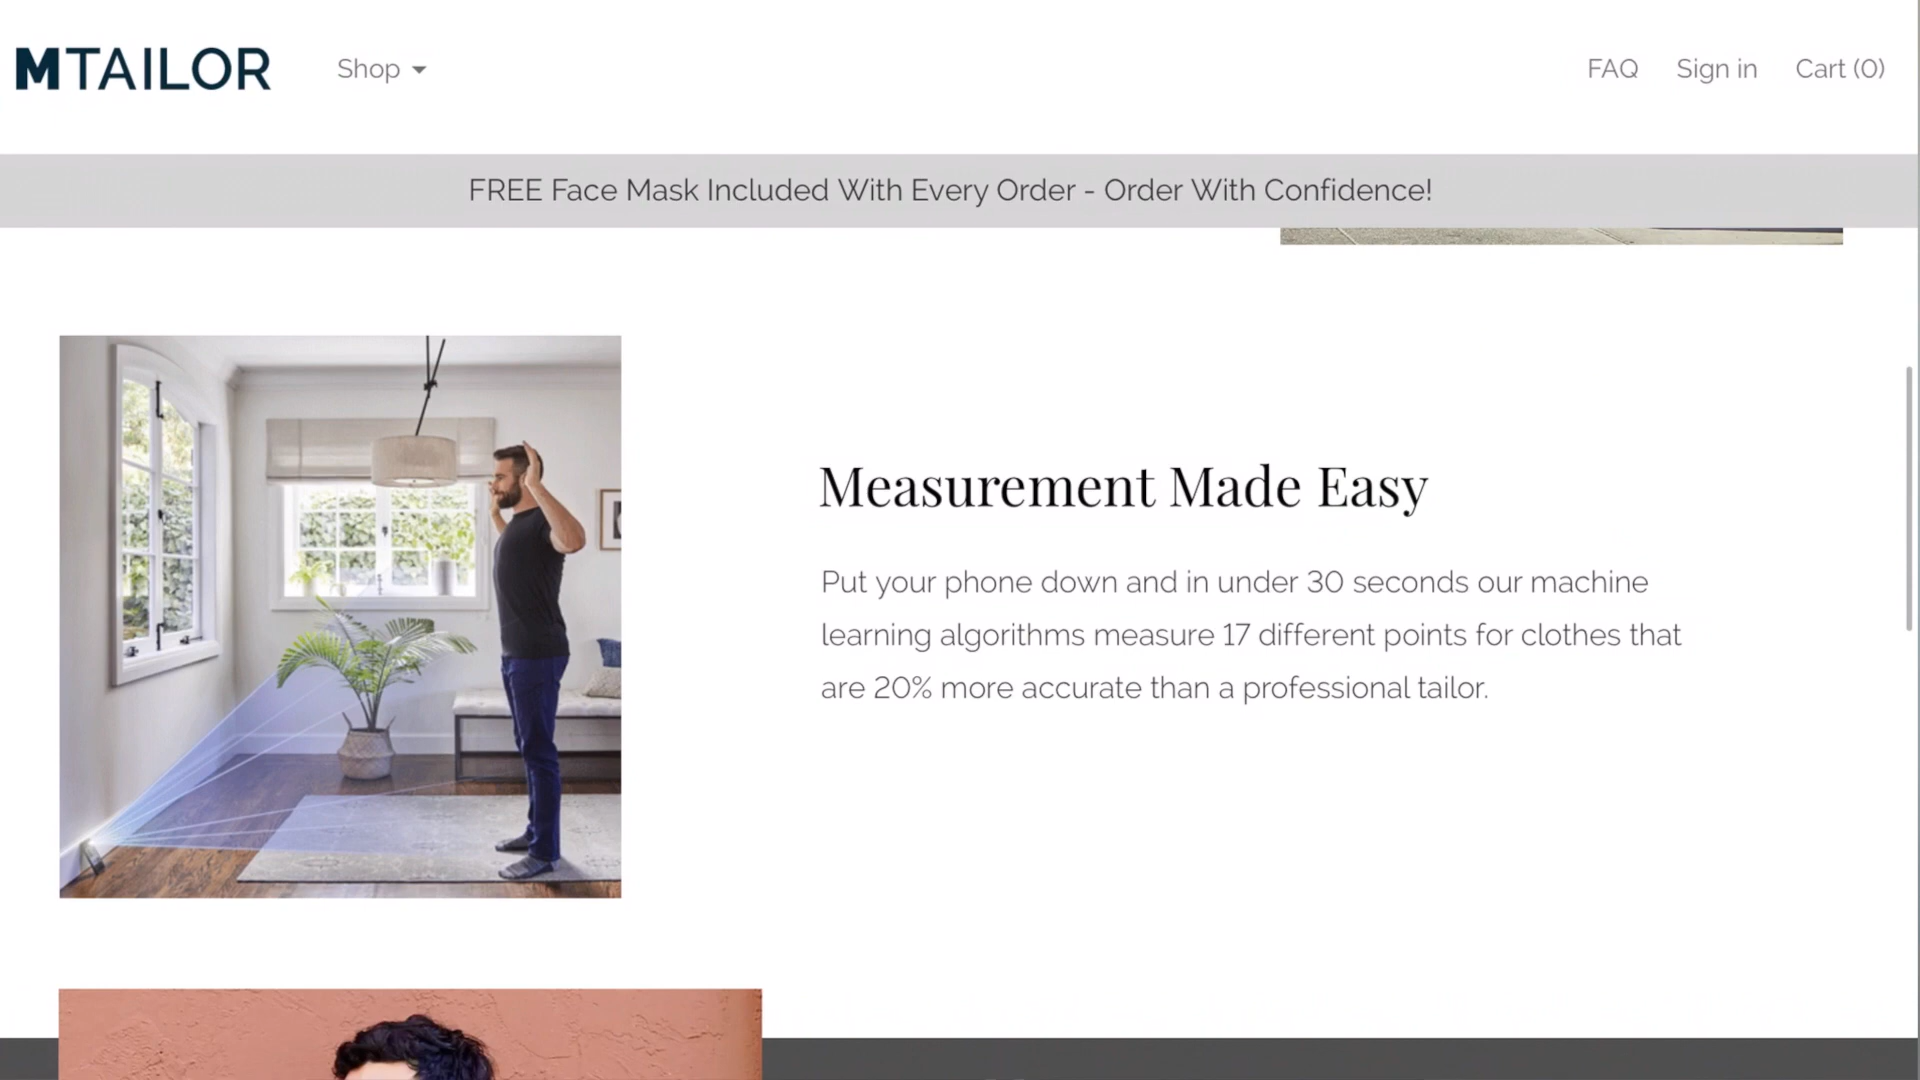 MTAILOR
Shop
FAQ
Sign in
Cart (0)
FREE Face Mask Included With Every Order - Order With Confidence!
Measurement Made Easy
Put your phone down and in under 30 seconds our machine
learning algorithms measure 17 different points for clothes that
are 20% more accurate than a professional tailor.